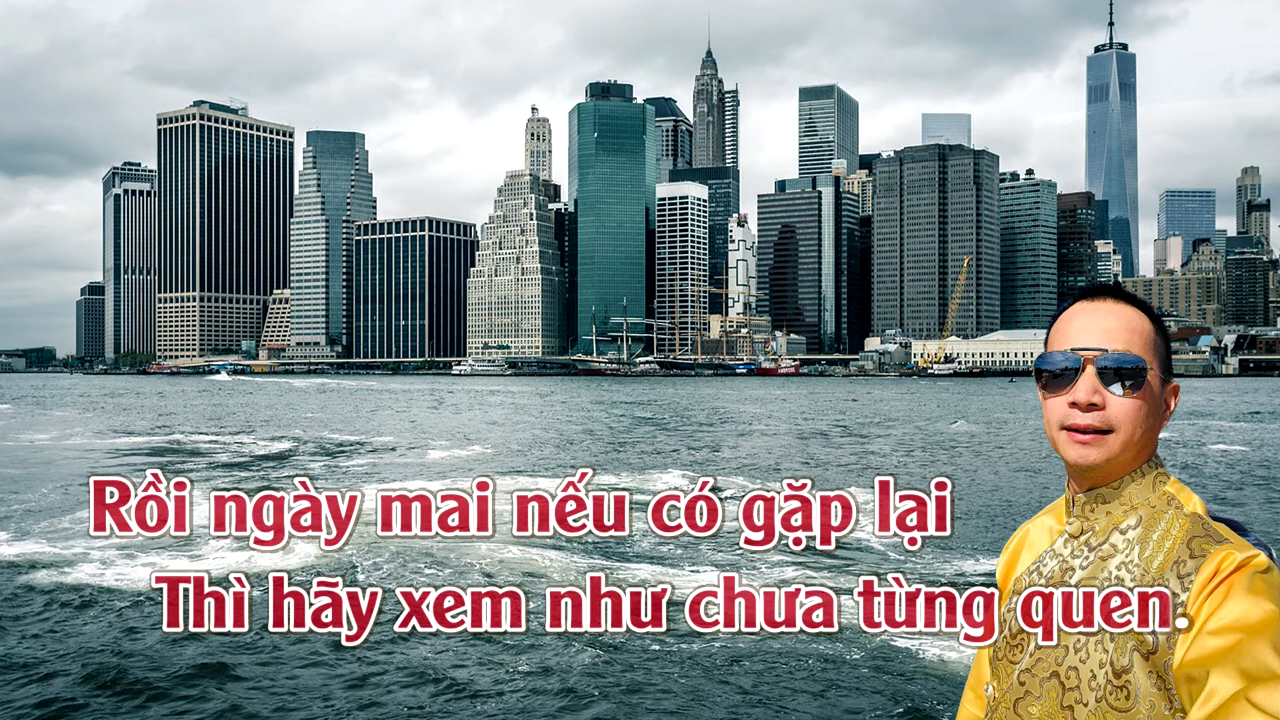 Rồi ngày mai nếu có gặp lại
Thì hãy xem như chưa từng quen.